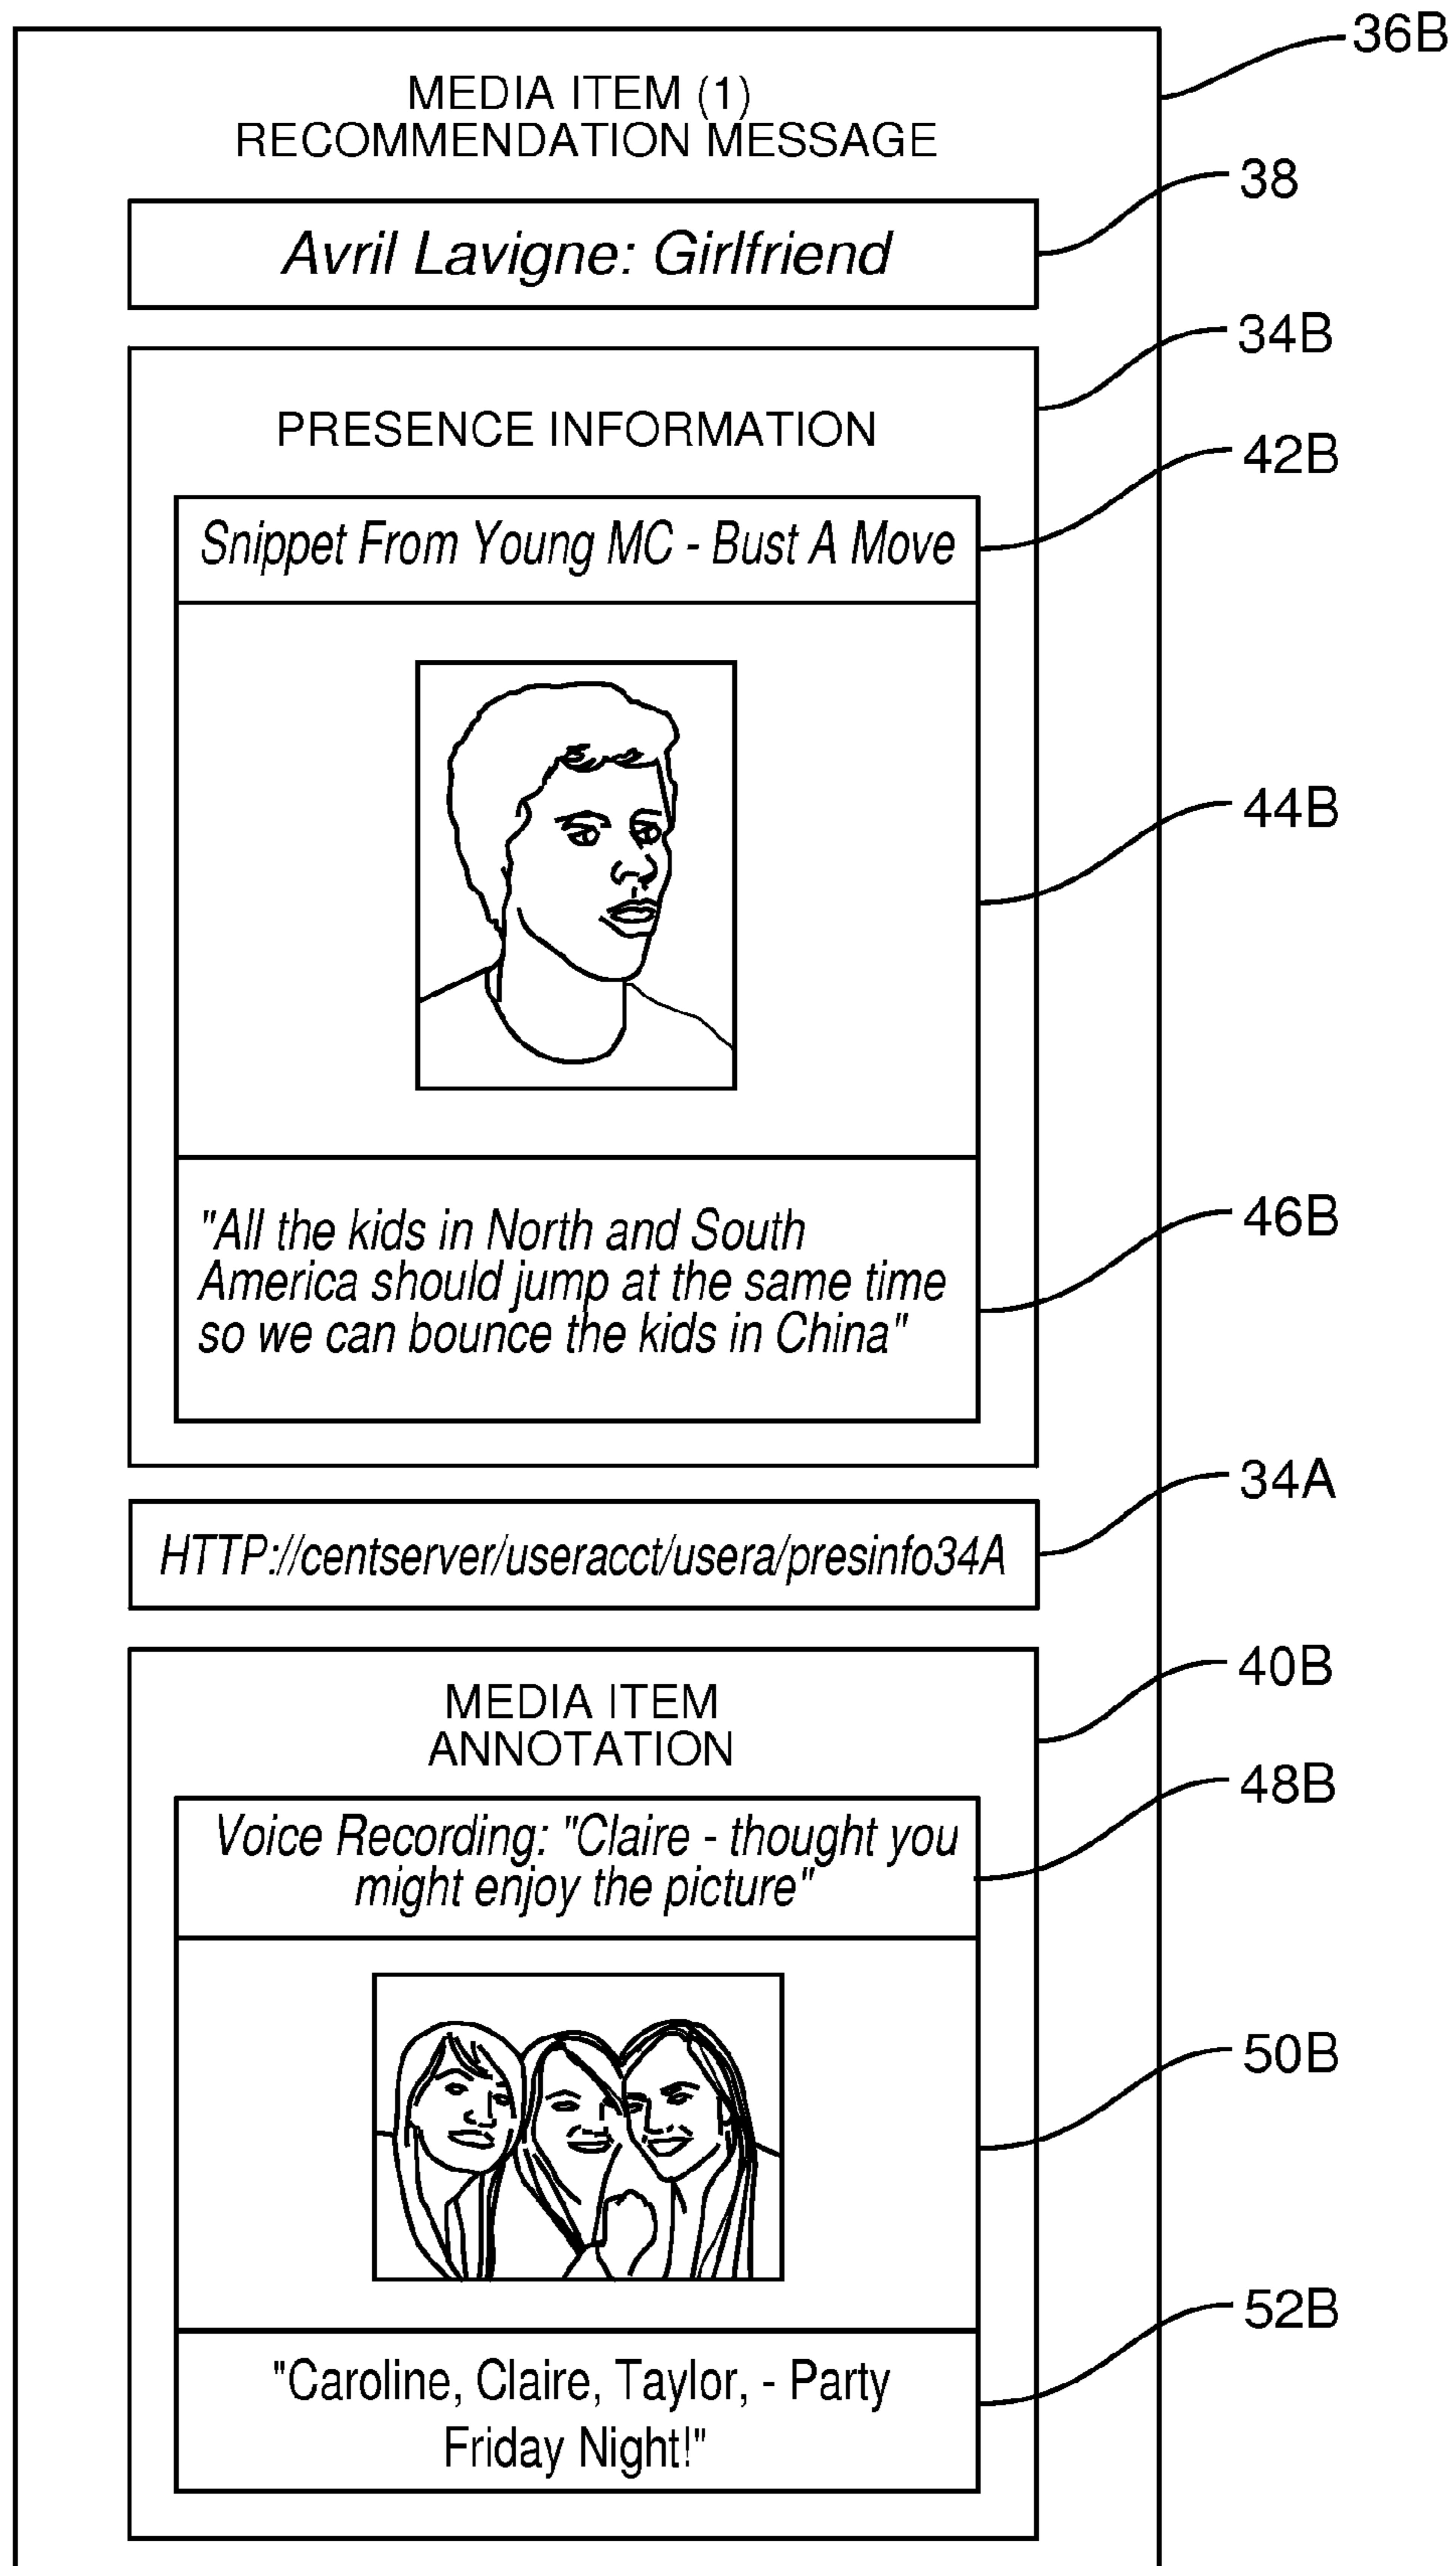 36B
MEDIA ITEM (1)
RECOMMENDATION MESSAGE
38
Avril Lavigne: Girlfriend
34B
PRESENCE INFORMATION
42B
Snippet From Young MC - Bust A Move
44B
46B
"All the kids in North and South
America should jump at the same time
so we can bounce the kids in China"
34A
HTTP://centserver/useracct/usera/presinfo34A
40B
MEDIA ITEM
ANNOTATION
48B
Voice Recording: "Claire - thought you
might enjoy the picture"
50B
52B
"Caroline, Claire, Taylor, - Party
Friday Night!"